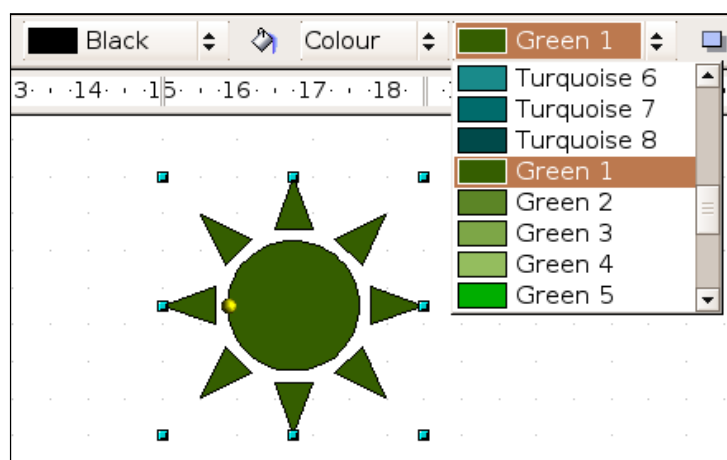 Black Colour Green 1
3 14 15 16 17 18
Turquoise 6
Turquoise 7
Turquoise 8
Green 1
Green 2
Green 3
Green 4
Green 5